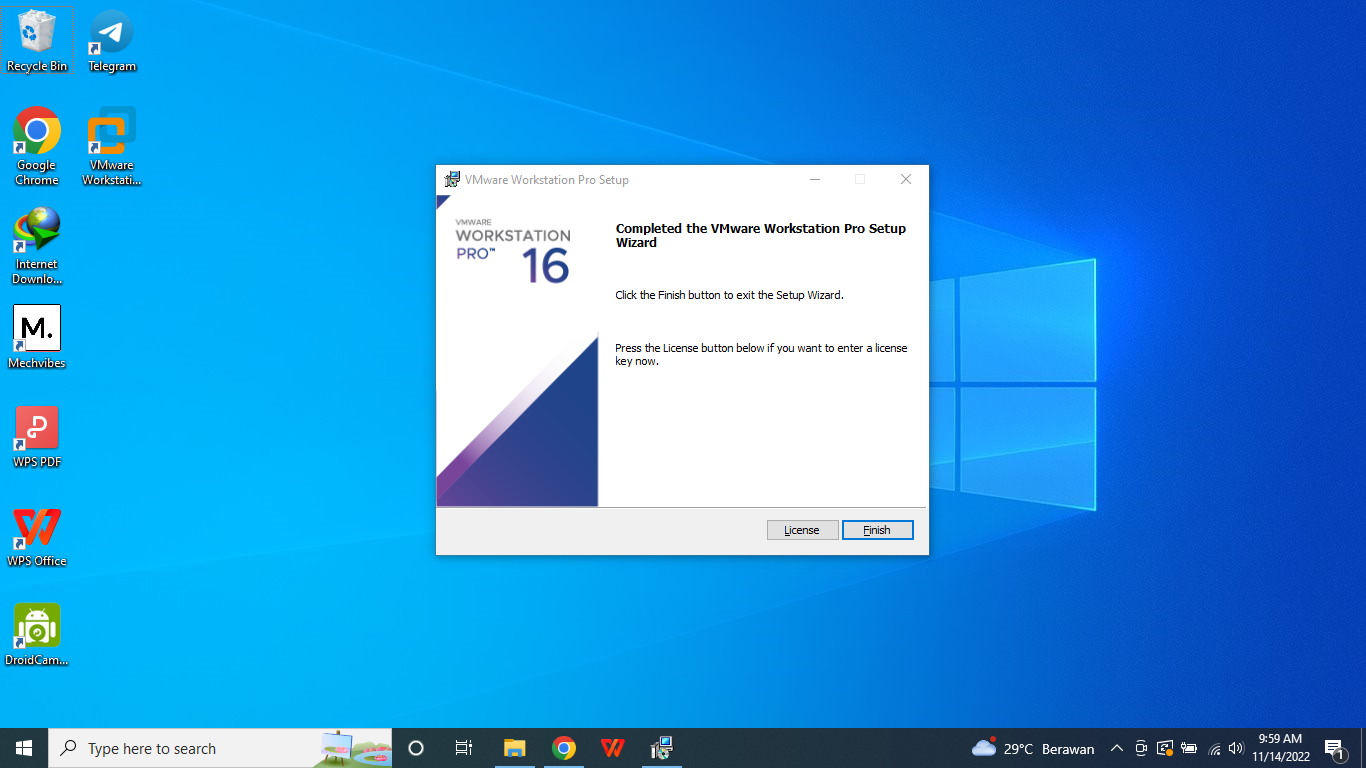 Recycle Bin
Telegram
Google
Chrome
VMware
Workstati...
Internet
Downlo...
M.
Mechvibes
WPS PDF
WPS Office
DroidCam...
VMware Workstation Pro Setup
VMWARE
WORKSTATION
PRO™
16
Completed the VMware Workstation Pro Setup
Wizard
Click the Finish button to exit the Setup Wizard.
Press the License button below if you want to enter a license
key now.
License
Finish
Type here to search
29°C Berawan
9:59 AM
11/14/2022
1